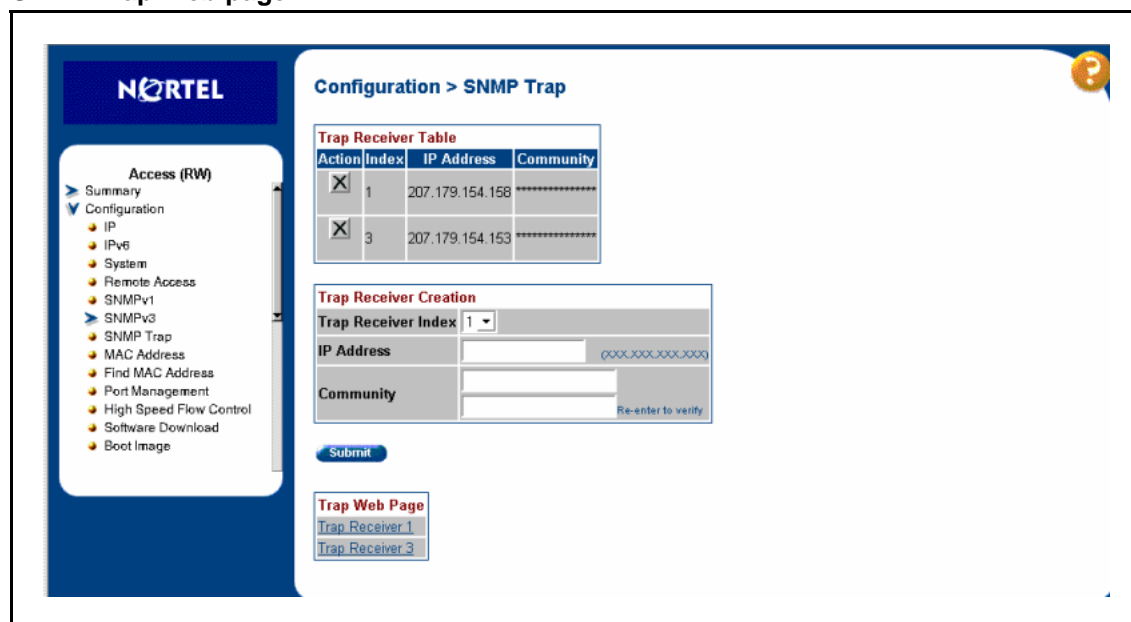 NORTEL
Access (RW)
Summary
Configuration
IP
IPv6
System
Remote Access
SNMPv1
SNMPv3
SNMP Trap
MAC Address
Find MAC Address
Port Management
High Speed Flow Control
Software Download
Boot Image
Configuration > SNMP Trap
?
Trap Receiver Table
Action Index IP Address Community
X 1 207.179.154.158 ***************
X 3 207.179.154.153 ***************
Trap Receiver Creation
Trap Receiver Index 1
IP Address (XXX.XXX.XXX.XXX)
Community
Re-enter to verify
Submit
Trap Web Page
Trap Receiver 1
Trap Receiver 3